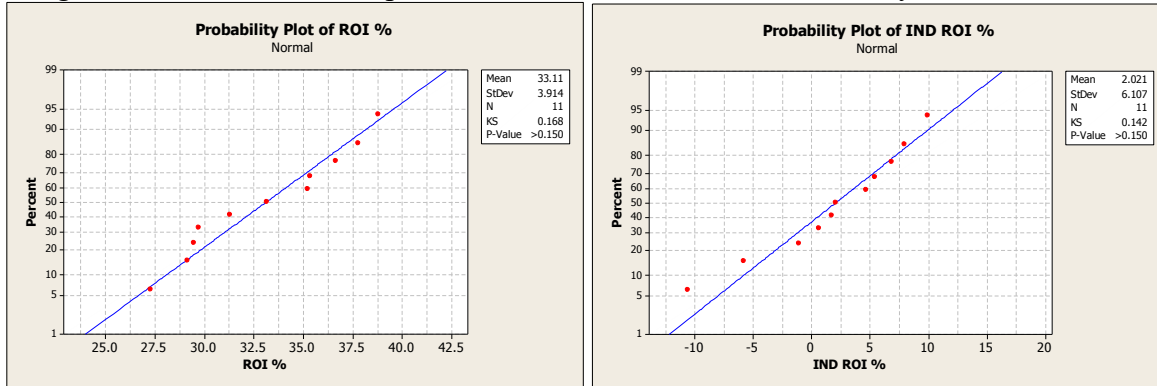 Probability Plot of ROI %
Normal
99
95
90
80
70
60
50
40
30
20
10
5
1
Percent
25.0 27.5 30.0 32.5 35.0 37.5 40.0 42.5
ROI %
Mean 33.11
StDev 3.914
N 11
KS 0.168
P-Value >0.150
Probability Plot of IND ROI %
Normal
99
95
90
80
70
60
50
40
30
20
10
5
1
Percent
-10 -5 0 5 10 15 20
IND ROI %
Mean 2.021
StDev 6.107
N 11
KS 0.142
P-Value >0.150